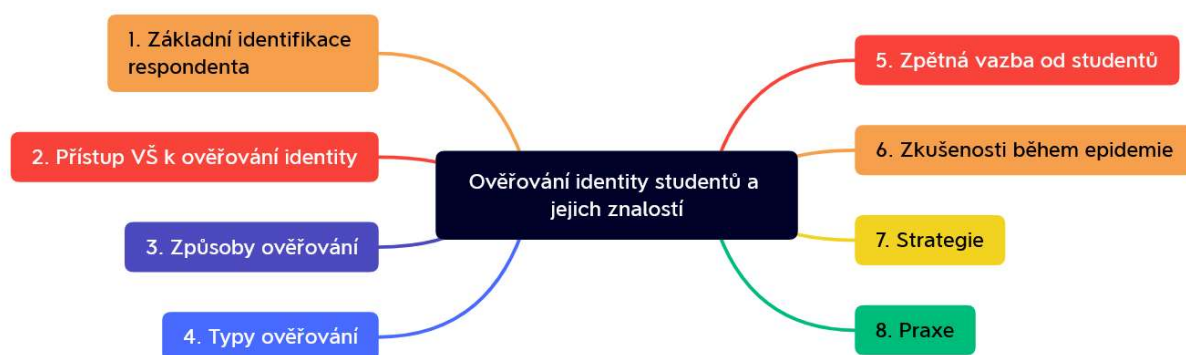 1. Základní identifikace
respondenta
2. Přístup VŠ k ověřování identity
3. Způsoby ověřování
4. Typy ověřování
Ověřování identity studentů a
jejich znalostí
5. Zpětná vazba od studentů
6. Zkušenosti během epidemie
7. Strategie
8. Praxe